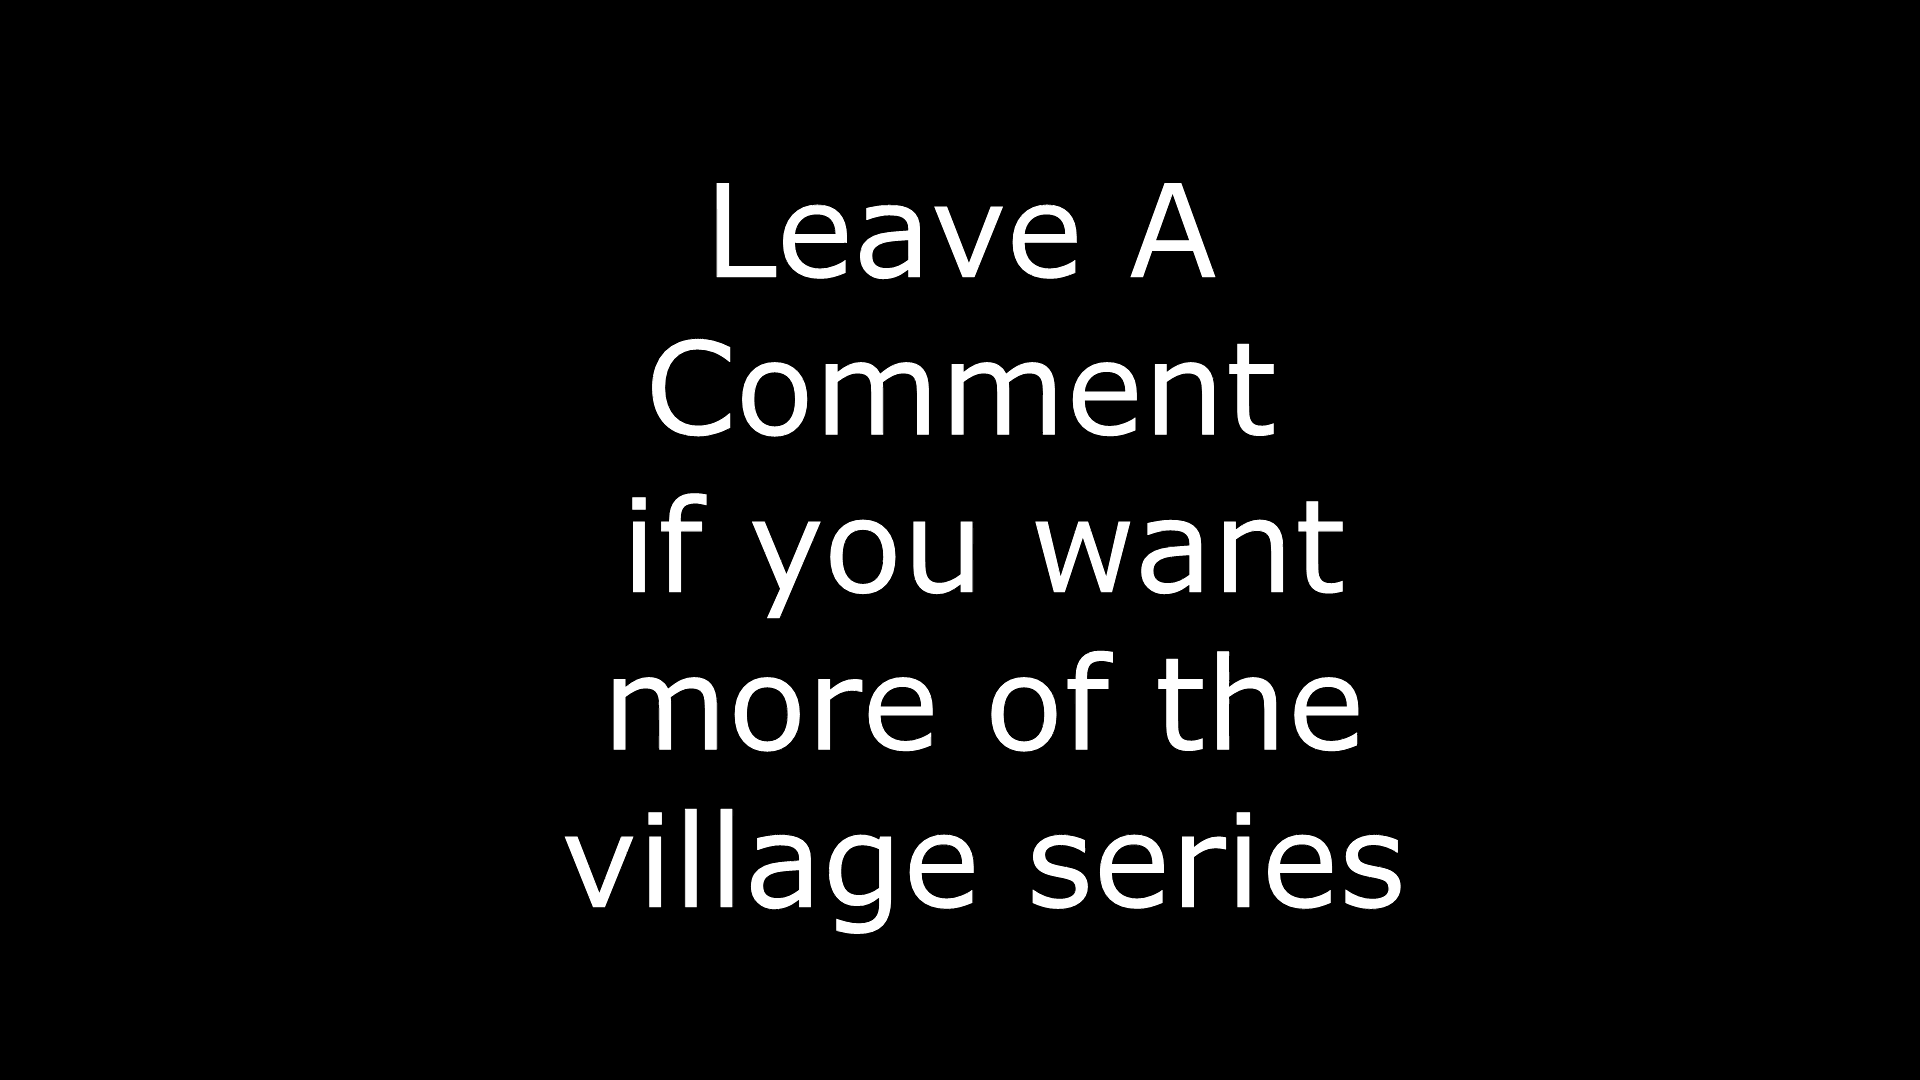 Leave A
Comment
if you want
more of the
village series